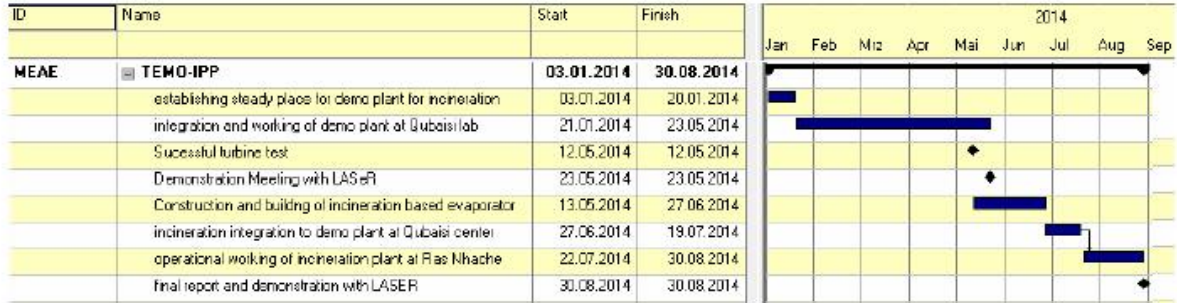 ID Name Start Finish 2014
Jan Feb Mrz Apr Mai Jun Jul Aug Sep
MEAE TEMO-IPP 03.01.2014 30.08.2014
establishing steady place for demo plant for incineration 03.01.2014 20.01.2014
integration and working of demo plant at Qubaisi lab 21.01.2014 23.05.2014
Sucessful turbine test 12.05.2014 12.05.2014
Demonstration Meeting with LASeR 23.05.2014 23.05.2014
Construction and buildng of incineration based evaporator 13.05.2014 27.06.2014
incineration integration to demo plant at Qubaisi center 27.06.2014 19.07.2014
operational working of incineration plant at Ras Nhache 22.07.2014 30.08.2014
final report and demonstration with LASER 30.08.2014 30.08.2014